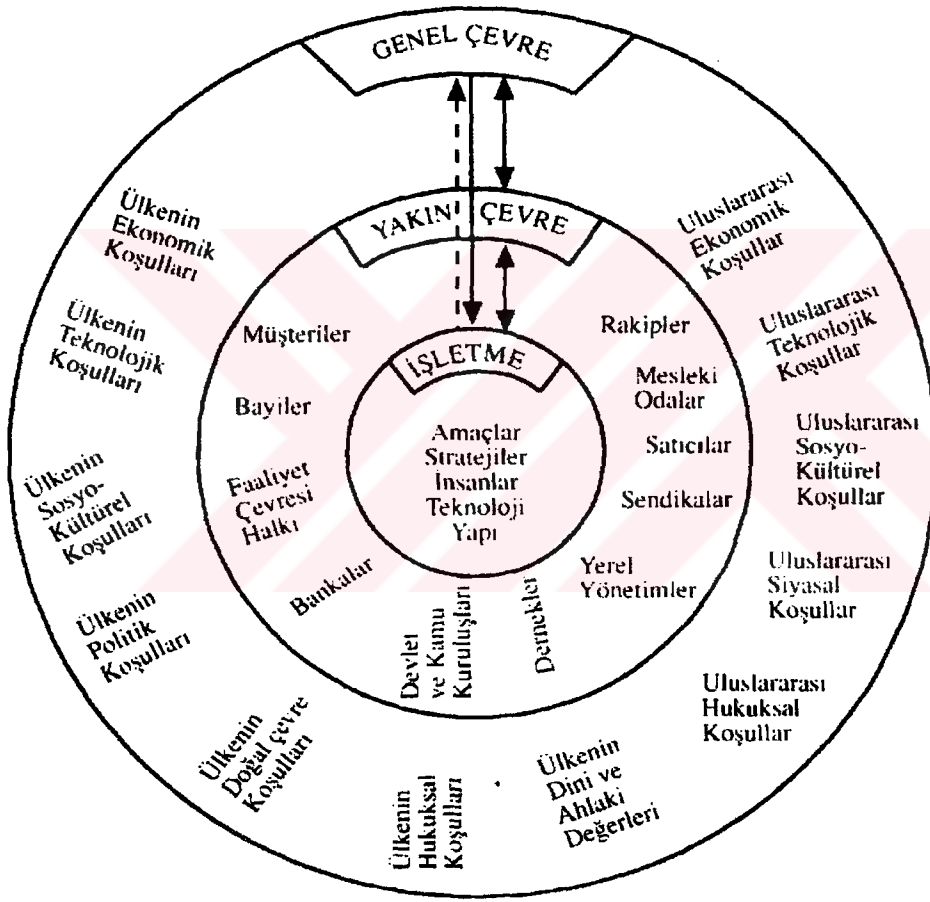 GENEL ÇEVRE
YAKIN ÇEVRE
İŞLETME
Amaçlar
Stratejiler
İnsanlar
Teknoloji
Yapı
Müşteriler
Bayiler
Faaliyet
Çevresi
Halkı
Bankalar
Devlet
ve Kamu
Kuruluşları
Dernekler
Yerel
Yönetimler
Sendikalar
Satıcılar
Mesleki
Odalar
Rakipler
Ülkenin
Ekonomik
Koşulları
Ülkenin
Teknolojik
Koşulları
Ülkenin
Sosyo-
Kültürel
Koşulları
Ülkenin
Politik
Koşulları
Ülkenin
Doğal çevre
Koşulları
Ülkenin
Hukuksal
Koşulları
Ülkenin
Dini ve
Ahlaki
Değerleri
Uluslararası
Hukuksal
Koşullar
Uluslararası
Siyasal
Koşullar
Uluslararası
Sosyo-
Kültürel
Koşullar
Uluslararası
Teknolojik
Koşullar
Uluslararası
Ekonomik
Koşullar